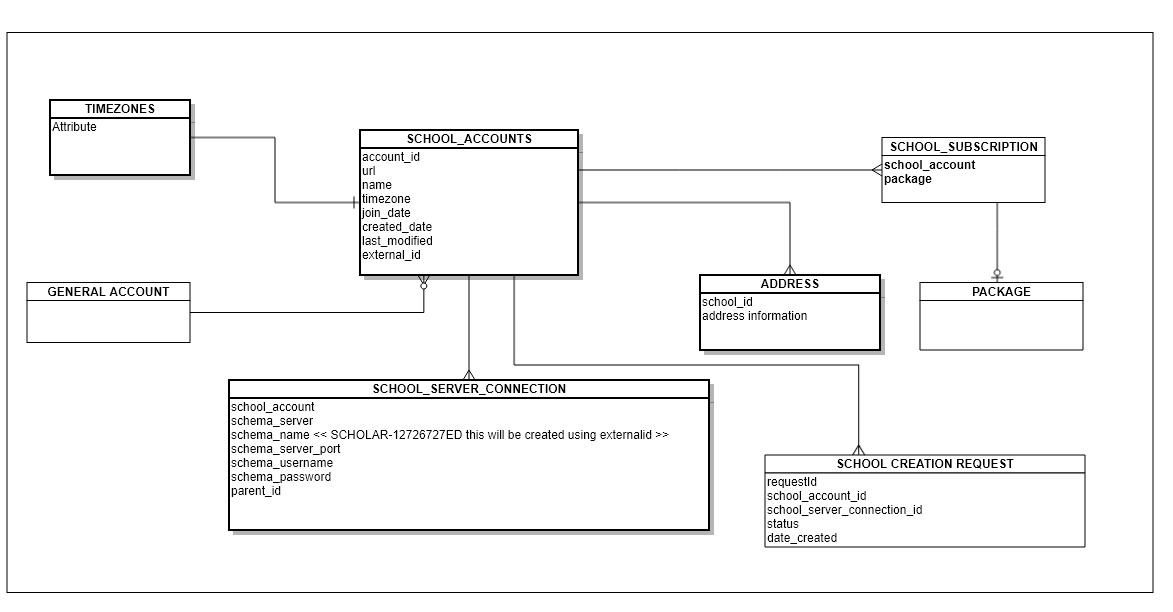 TIMEZONES
Attribute
SCHOOL_ACCOUNTS
account_id
url
name
timezone
join_date
created_date
last_modified
external_id
SCHOOL_SUBSCRIPTION
school_account
package
GENERAL ACCOUNT
ADDRESS
school_id
address information
PACKAGE
SCHOOL_SERVER_CONNECTION
school_account
schema_server
schema_name << SCHOLAR-12726727ED this will be created using externalid >>
schema_server_port
schema_username
schema_password
parent_id
SCHOOL CREATION REQUEST
requestId
school_account_id
school_server_connection_id
status
date_created